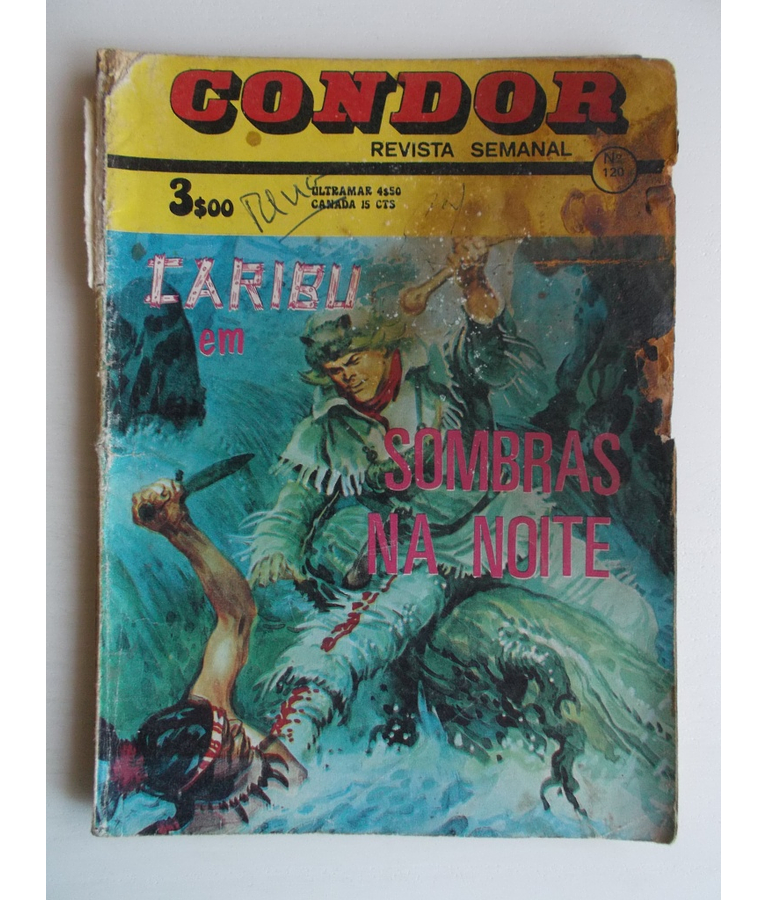 CONDOR
REVISTA SEMANAL
Nº
120
3$00
ULTRAMAR 4$50
CANADA 15 CTS
CARIBU
em
SOMBRAS
NA NOITE